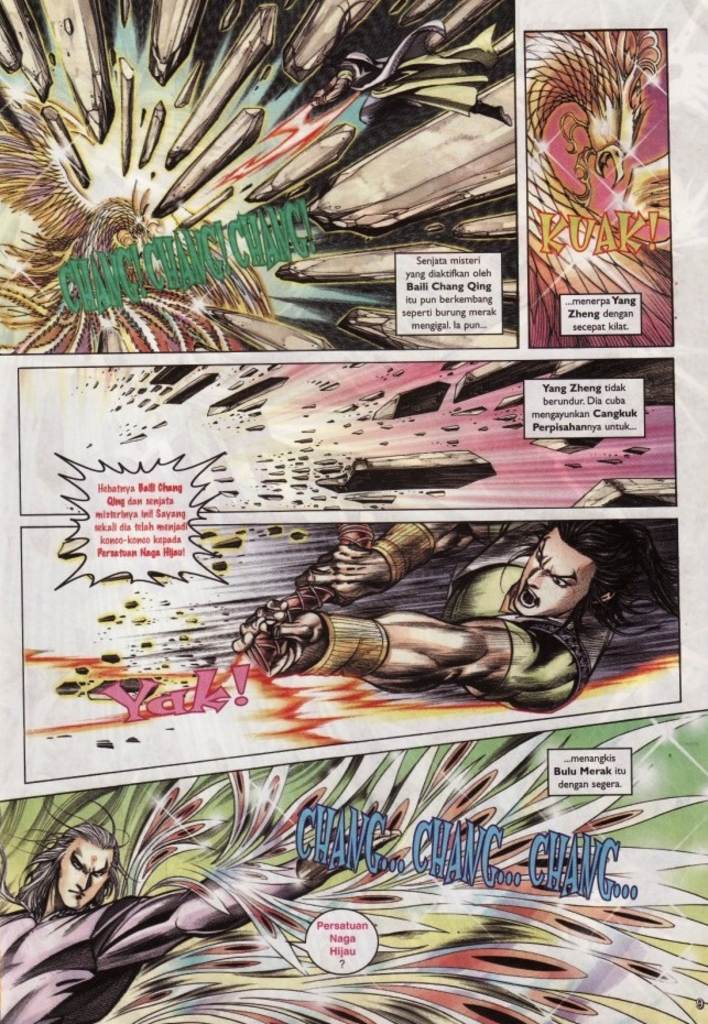 CHANG! CHANG! CHANG!
Senjata misteri
yang diaktifkan oleh
Baili Chang Qing
itu pun berkembang
seperti burung merak
mengigal. Ia pun...
KUAK!
...menerpa Yang
Zheng dengan
secepat kilat.
Yang Zheng tidak
berundur. Dia cuba
mengayunkan Cangkuk
Perpisahannya untuk...
Hebatnya Baili Chang
Qing dan senjata
misterinya ini! Sayang
sekali dia telah menjadi
konco-konco kepada
Persatuan Naga Hijau!
Yak!
...menangkis
Bulu Merak itu
dengan segera.
CHANG... CHANG... CHANG...
Persatuan
Naga
Hijau
?
9